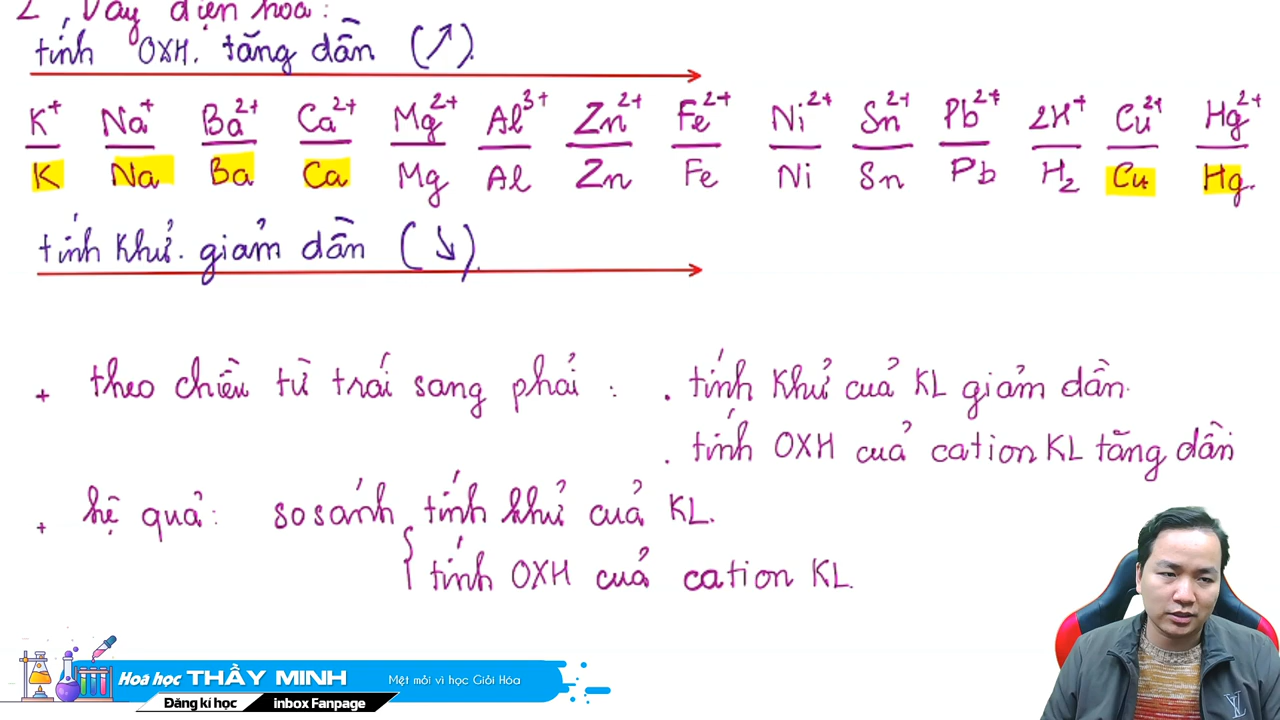 2, Dãy điện hóa:
tính OXH. tăng dần (↗).
K⁺ Na⁺ Ba²⁺ Ca²⁺ Mg²⁺ Al³⁺ Zn²⁺ Fe²⁺ Ni²⁺ Sn²⁺ Pb²⁺ 2H⁺ Cu²⁺ Hg²⁺
K Na Ba Ca Mg Al Zn Fe Ni Sn Pb H₂ Cu Hg.
tính khử. giảm dần (↘).
+ theo chiều từ trái sang phải : . tính khử của KL giảm dần.
. tính OXH của cation KL tăng dần
+ hệ quả: so sánh { tính khử của KL.
tính OXH của cation KL.
Hoá học THẦY MINH Mệt mỏi vì học Giỏi Hóa
Đăng kí học inbox Fanpage